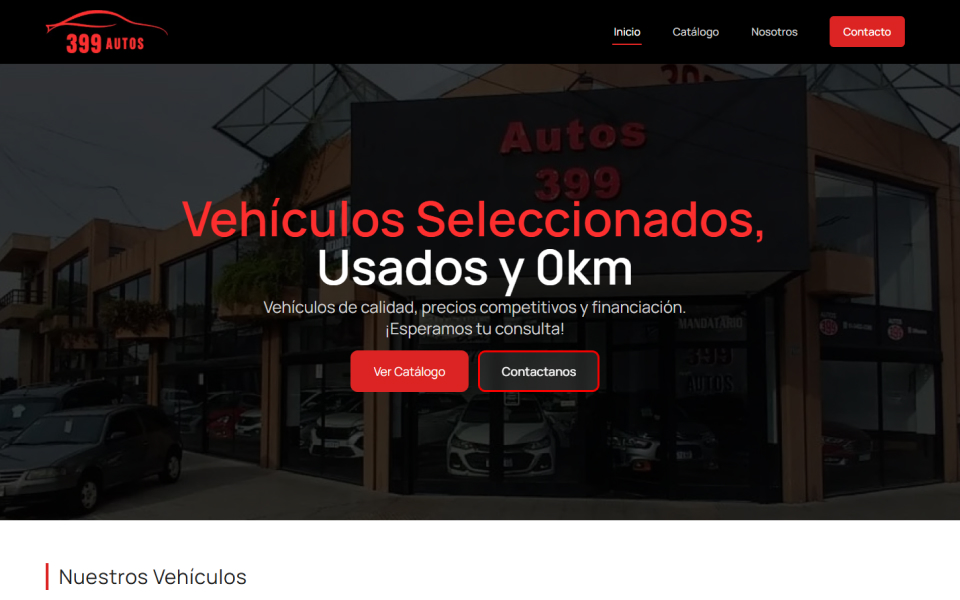 399 AUTOS
Inicio
Catálogo
Nosotros
Contacto
Autos
399
Vehículos Seleccionados,
Usados y 0km
Vehículos de calidad, precios competitivos y financiación.
¡Esperamos tu consulta!
MANDATARIO
399
AUTOS
Ver Catálogo
Contactanos
Nuestros Vehículos